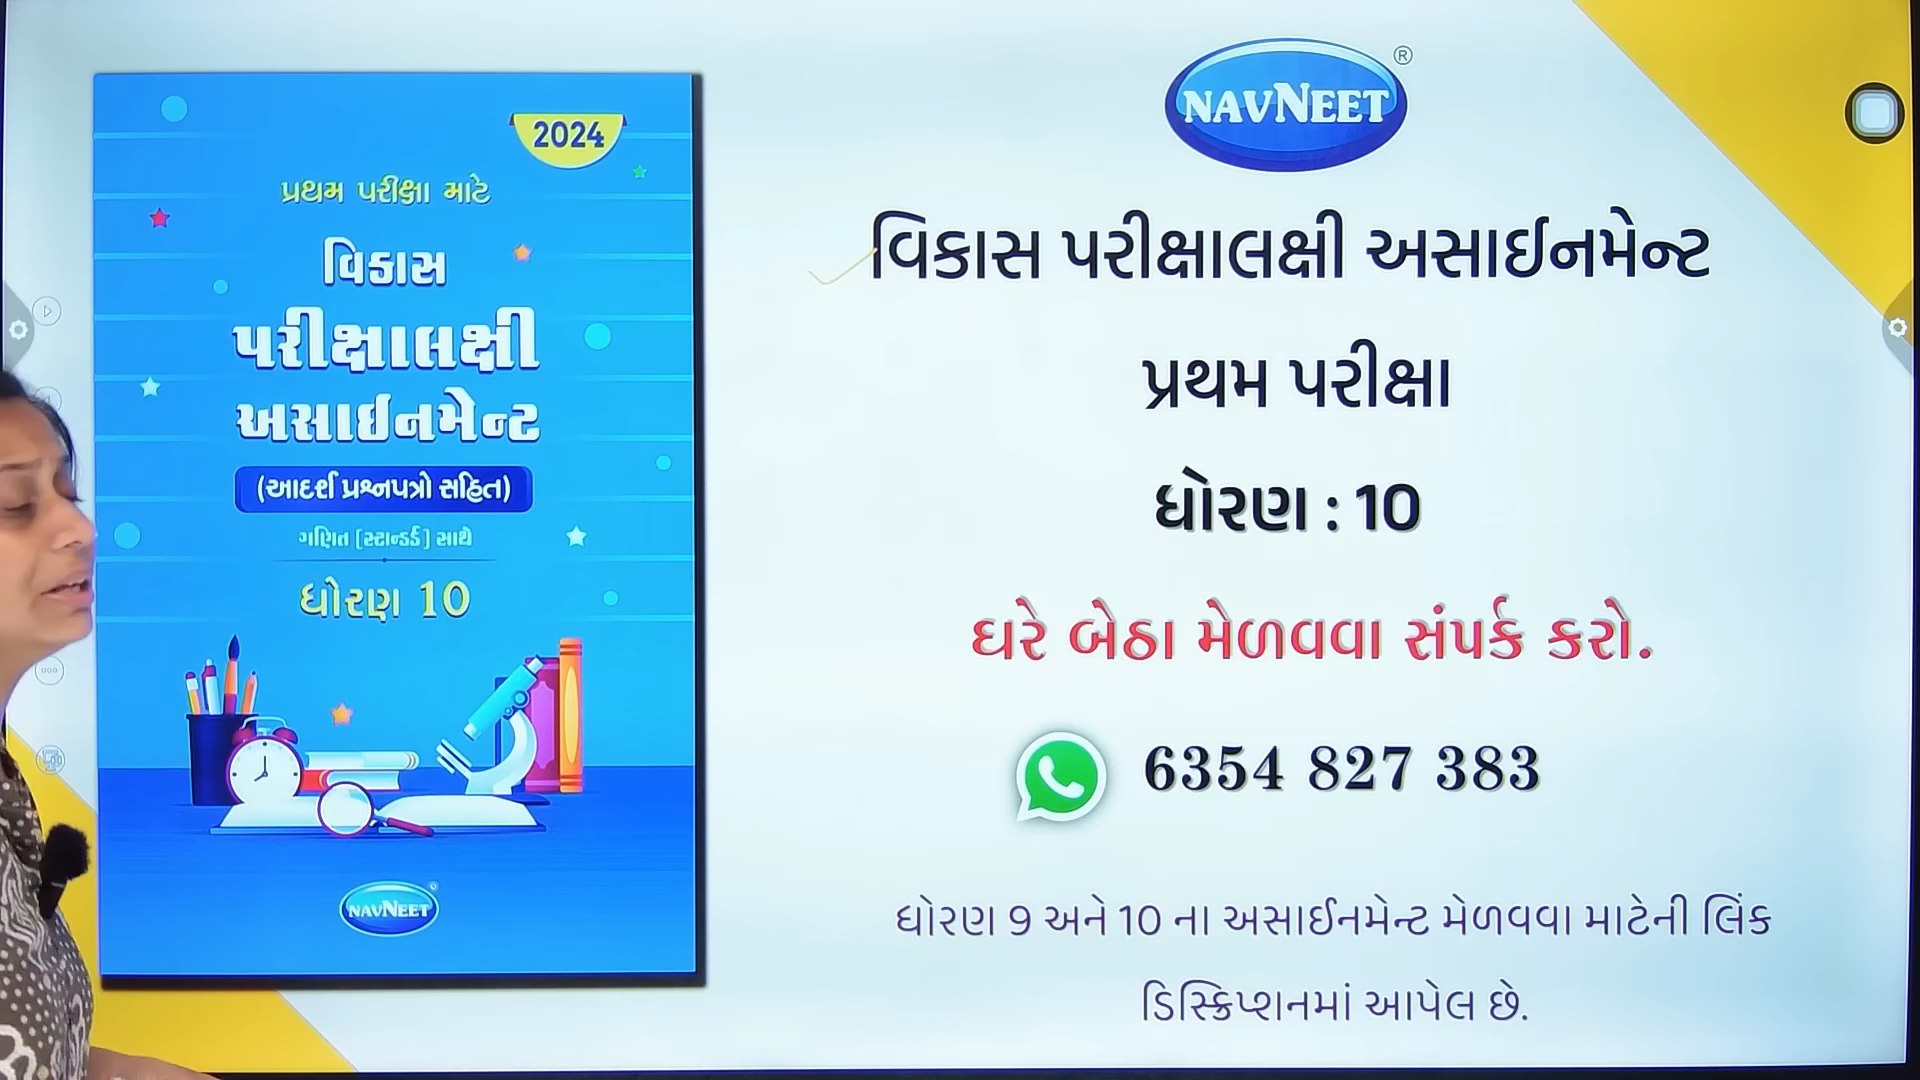 2024
પ્રથમ પરીક્ષા માટે
વિકાસ
પરીક્ષાલક્ષી
અસાઈનમેન્ટ
(આદર્શ પ્રશ્નપત્રો સહિત)
ગણિત [સ્ટાન્ડર્ડ] સાથે
ધોરણ 10
NAVNEET
NAVNEET ®
વિકાસ પરીક્ષાલક્ષી અસાઈનમેન્ટ
પ્રથમ પરીક્ષા
ધોરણ : 10
ઘરે બેઠા મેળવવા સંપર્ક કરો.
6354 827 383
ધોરણ 9 અને 10 ના અસાઈનમેન્ટ મેળવવા માટેની લિંક
ડિસ્ક્રિપ્શનમાં આપેલ છે.